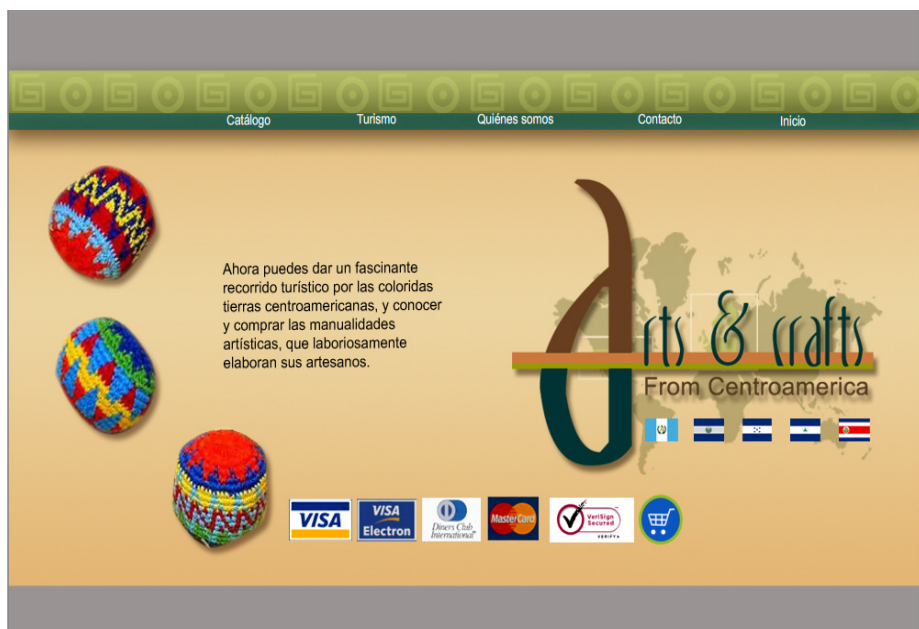 Catálogo Turismo Quiénes somos Contacto Inicio
Ahora puedes dar un fascinante
recorrido turístico por las coloridas
tierras centroamericanas, y conocer
y comprar las manualidades
artísticas, que laboriosamente
elaboran sus artesanos.
arts & crafts
From Centroamerica
VISA
VISA
Electron
Diners Club
International
MasterCard
VeriSign
Secured
VERIFY